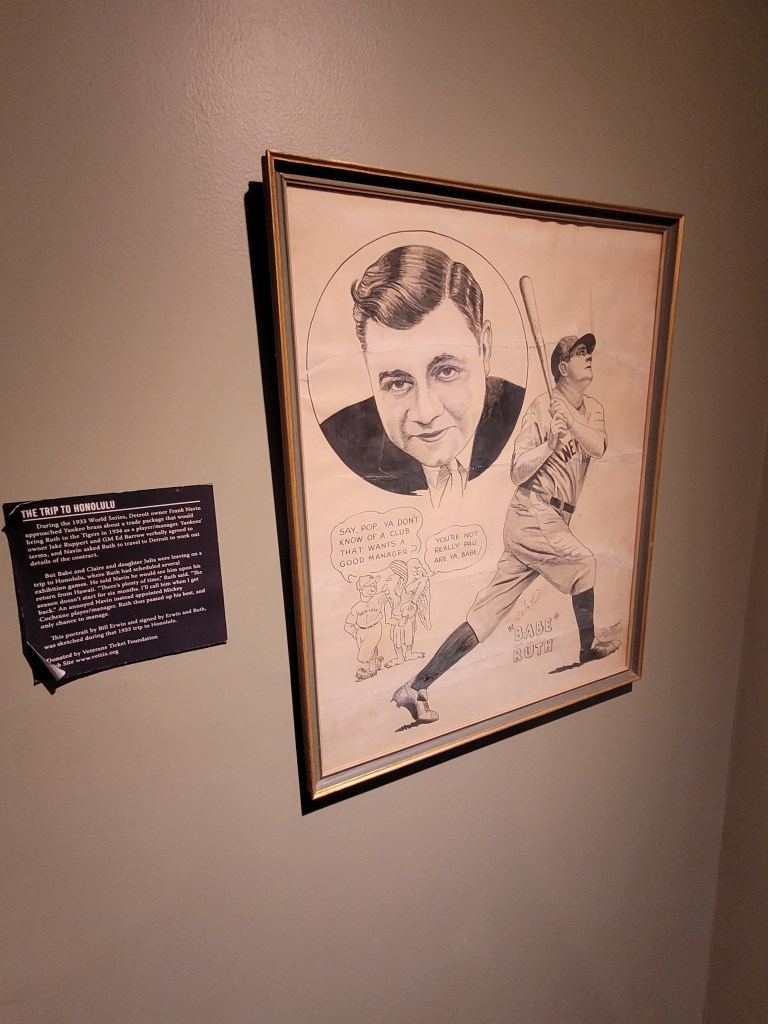 THE TRIP TO HONOLULU
During the 1933 World Series, Detroit owner Frank Navin
approached Yankee brass about a trade package that would
bring Ruth to the Tigers in 1934 as a player/manager. Yankees'
owner Jake Ruppert and GM Ed Barrow verbally agreed to
terms, and Navin asked Ruth to travel to Detroit to work out
details of the contract.
But Babe and Claire and daughter Julia were leaving on a
trip to Honolulu, where Ruth had scheduled several
exhibition games. He told Navin he would see him upon his
return from Hawaii. "There's plenty of time," Ruth said. "The
season doesn't start for six months. I'll call him when I get
back." An annoyed Navin instead appointed Mickey
Cochrane player/manager. Ruth thus passed up his best, and
only chance to manage.
This portrait by Bill Erwin and signed by Erwin and Ruth,
was sketched during that 1933 trip to Honolulu.
Donated by Veterans Ticket Foundation
Web Site www.vettix.org
SAY, POP, YA DON'T
KNOW OF A CLUB
THAT WANTS A
GOOD MANAGER?
YOU'RE NOT
REALLY PAU,
ARE YA, BABE
"BABE"
RUTH